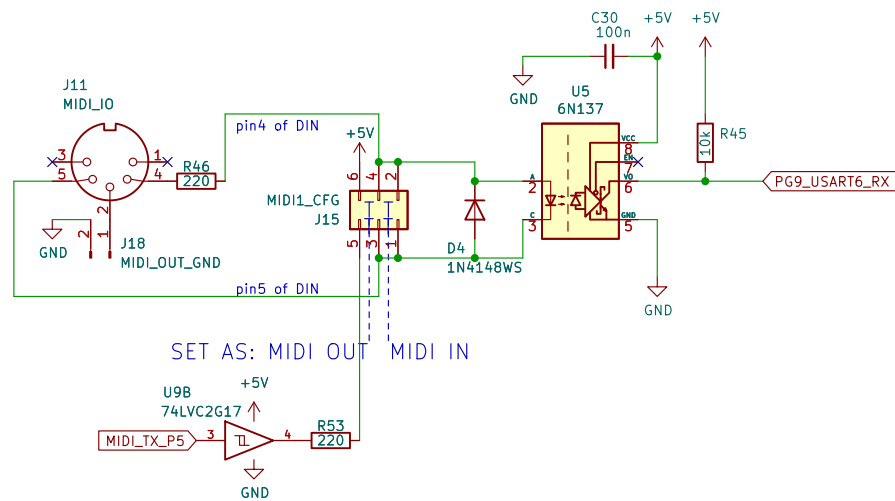 C30
100n
+5V
+5V
GND
U5
6N137
J11
MIDI_IO
pin4 of DIN
+5V
VCC
8
EN
7
R45
10k
3
1
5
4
2
R46
220
6
4
2
MIDI1_CFG
J15
5
3
1
A
2
C
3
VO
6
GND
5
PG9_USART6_RX
2
1
GND
J18
MIDI_OUT_GND
D4
1N4148WS
pin5 of DIN
GND
SET AS: MIDI OUT MIDI IN
U9B
74LVC2G17
+5V
MIDI_TX_P5
3
4
R53
220
GND